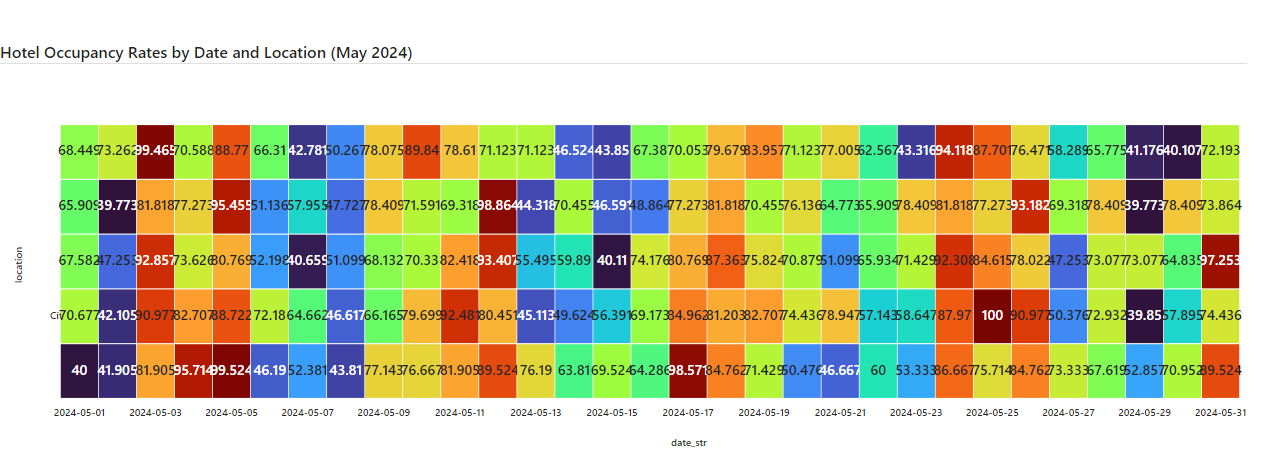 Hotel Occupancy Rates by Date and Location (May 2024)
location
68.449 73.262 99.465 70.588 88.77 66.31 42.781 50.267 78.075 89.84 78.61 71.123 71.123 46.524 43.85 67.38 70.053 79.679 83.957 71.123 77.005 62.567 43.316 94.118 87.701 76.471 58.289 65.775 41.176 40.107 72.193
65.909 39.773 81.818 77.273 95.455 51.136 57.955 47.727 78.409 71.591 69.318 98.864 44.318 70.455 46.591 48.864 77.273 81.818 70.455 76.136 64.773 65.909 78.409 81.818 77.273 93.182 69.318 78.409 39.773 78.409 73.864
67.582 47.253 92.857 73.626 80.769 52.198 40.659 51.099 68.132 70.33 82.418 93.407 55.495 59.89 40.11 74.176 80.769 87.363 75.824 70.879 51.099 65.934 71.429 92.308 84.615 78.022 47.253 73.077 73.077 64.835 97.253
70.677 42.105 90.977 82.707 88.722 72.18 64.662 46.617 66.165 79.699 92.481 80.451 45.113 49.624 56.391 69.173 84.962 81.203 82.707 74.436 78.947 57.143 58.647 87.97 100 90.977 50.376 72.932 39.85 57.895 74.436
40 41.905 81.905 95.714 99.524 46.19 52.381 43.81 77.143 76.667 81.905 89.524 76.19 63.81 69.524 64.286 98.571 84.762 71.429 50.476 46.667 60 53.333 86.667 75.714 84.762 73.333 67.619 52.857 70.952 89.524
2024-05-01 2024-05-03 2024-05-05 2024-05-07 2024-05-09 2024-05-11 2024-05-13 2024-05-15 2024-05-17 2024-05-19 2024-05-21 2024-05-23 2024-05-25 2024-05-27 2024-05-29 2024-05-31
date_str